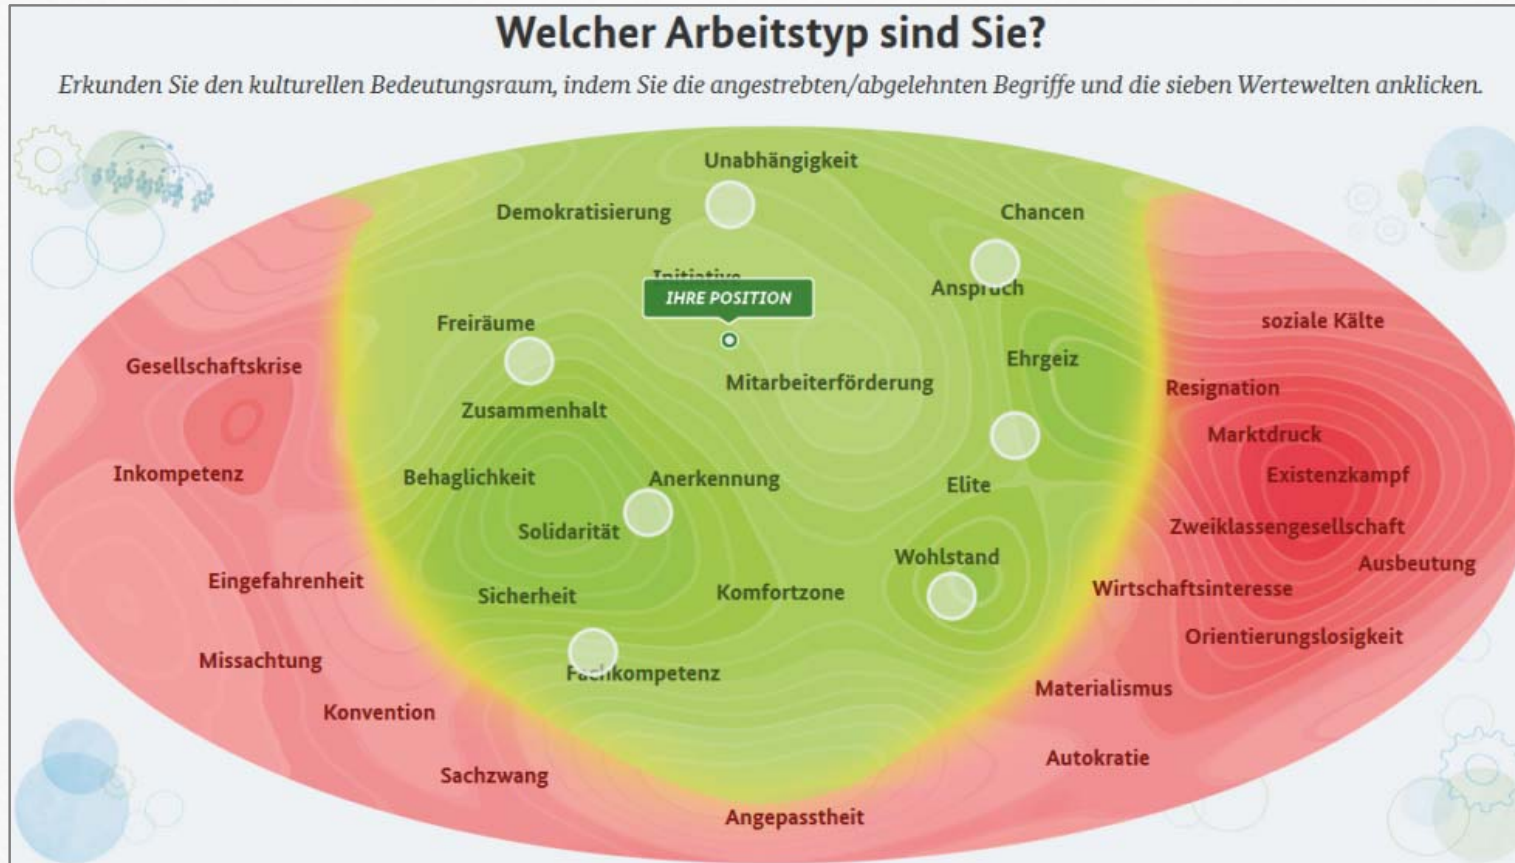 Welcher Arbeitstyp sind Sie?
Erkunden Sie den kulturellen Bedeutungsraum, indem Sie die angestrebten/abgelehnten Begriffe und die sieben Wertewelten anklicken.
Unabhängigkeit
Demokratisierung
Chancen
Initiative
Anspruch
IHRE POSITION
Freiräume
soziale Kälte
Gesellschaftskrise
Ehrgeiz
Mitarbeiterförderung
Resignation
Zusammenhalt
Marktdruck
Inkompetenz
Behaglichkeit
Anerkennung
Elite
Existenzkampf
Solidarität
Zweiklassengesellschaft
Wohlstand
Ausbeutung
Eingefahrenheit
Sicherheit
Komfortzone
Wirtschaftsinteresse
Orientierungslosigkeit
Missachtung
Fachkompetenz
Materialismus
Konvention
Autokratie
Sachzwang
Angepasstheit